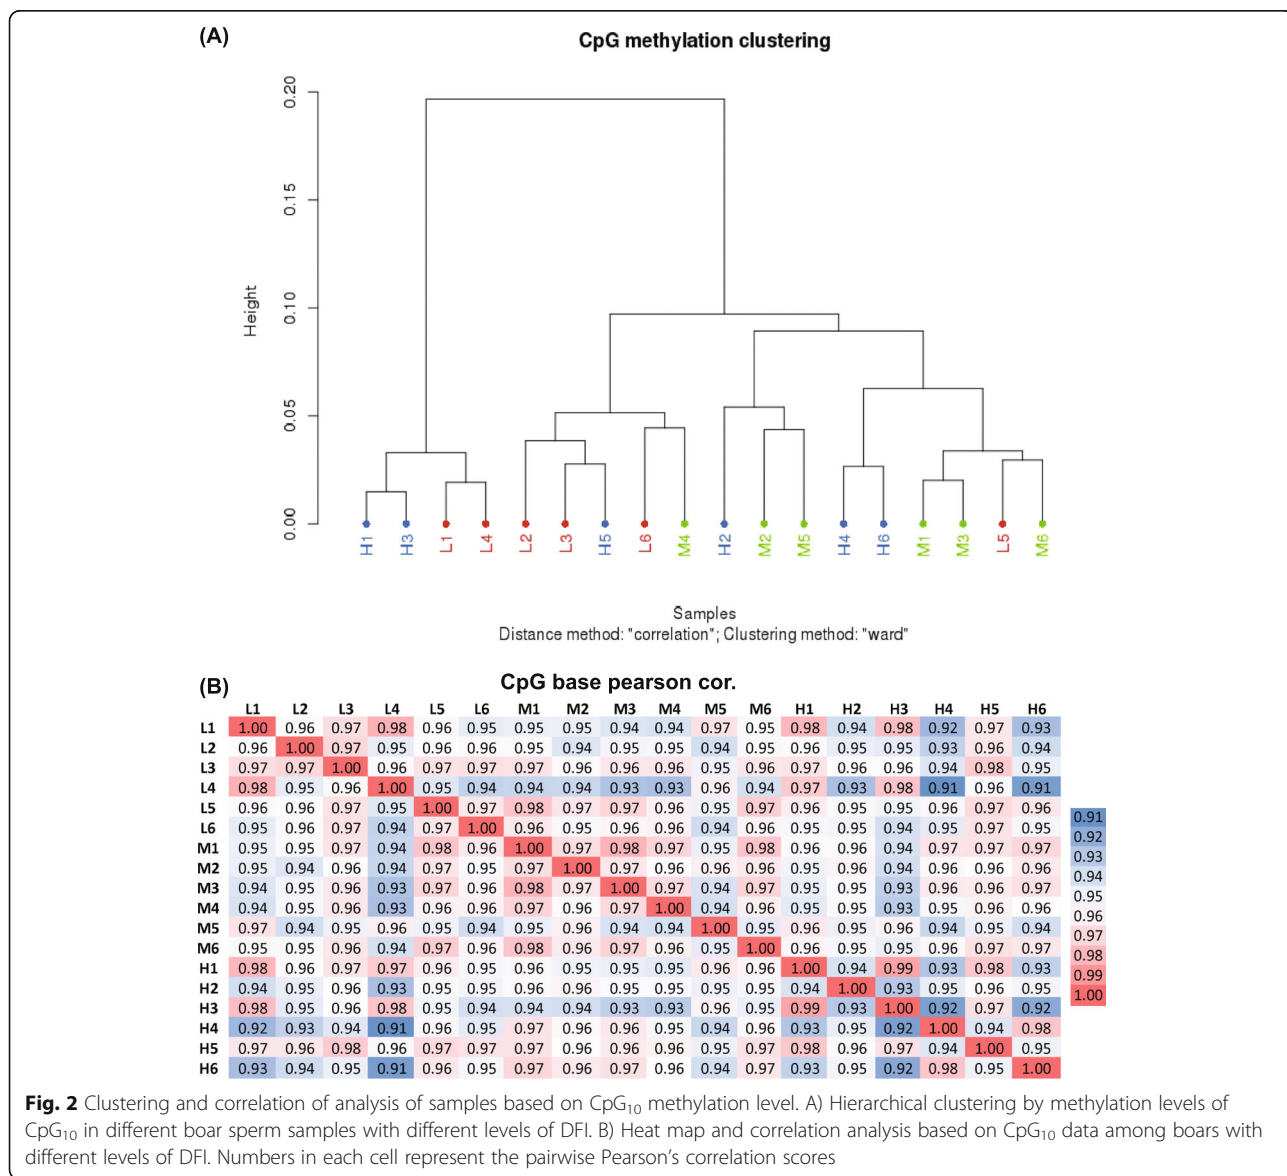 (A)
CpG methylation clustering
0.20
0.15
0.10
0.05
0.00
Height
H1 H3 L1 L4 L2 L3 H5 L6 M4 H2 M2 M5 H4 H6 M1 M3 L5 M6
Samples
Distance method: "correlation"; Clustering method: "ward"
(B)
CpG base pearson cor.
L1 L2 L3 L4 L5 L6 M1 M2 M3 M4 M5 M6 H1 H2 H3 H4 H5 H6
L1 1.00 0.96 0.97 0.98 0.96 0.95 0.95 0.95 0.94 0.94 0.97 0.95 0.98 0.94 0.98 0.92 0.97 0.93
L2 0.96 1.00 0.97 0.95 0.96 0.96 0.95 0.94 0.95 0.95 0.94 0.95 0.96 0.95 0.95 0.93 0.96 0.94
L3 0.97 0.97 1.00 0.96 0.97 0.97 0.97 0.96 0.96 0.96 0.95 0.96 0.97 0.96 0.96 0.94 0.98 0.95
L4 0.98 0.95 0.96 1.00 0.95 0.94 0.94 0.94 0.93 0.93 0.96 0.94 0.97 0.93 0.98 0.91 0.96 0.91
L5 0.96 0.96 0.97 0.95 1.00 0.97 0.98 0.97 0.97 0.96 0.95 0.97 0.96 0.95 0.95 0.96 0.97 0.96
L6 0.95 0.96 0.97 0.94 0.97 1.00 0.96 0.95 0.96 0.96 0.94 0.96 0.95 0.95 0.94 0.95 0.97 0.95
M1 0.95 0.95 0.97 0.94 0.98 0.96 1.00 0.97 0.98 0.97 0.95 0.98 0.96 0.96 0.94 0.97 0.97 0.97
M2 0.95 0.94 0.96 0.94 0.97 0.95 0.97 1.00 0.97 0.96 0.96 0.96 0.95 0.96 0.94 0.96 0.96 0.96
M3 0.94 0.95 0.96 0.93 0.97 0.96 0.98 0.97 1.00 0.97 0.94 0.97 0.95 0.95 0.93 0.96 0.96 0.97
M4 0.94 0.95 0.96 0.93 0.96 0.96 0.97 0.96 0.97 1.00 0.94 0.96 0.95 0.95 0.93 0.95 0.96 0.96
M5 0.97 0.94 0.95 0.96 0.95 0.94 0.95 0.96 0.94 0.94 1.00 0.95 0.96 0.95 0.96 0.94 0.95 0.94
M6 0.95 0.95 0.96 0.94 0.97 0.96 0.98 0.96 0.97 0.96 0.95 1.00 0.96 0.95 0.95 0.96 0.97 0.97
H1 0.98 0.96 0.97 0.97 0.96 0.95 0.96 0.95 0.95 0.95 0.96 0.96 1.00 0.94 0.99 0.93 0.98 0.93
H2 0.94 0.95 0.96 0.93 0.95 0.95 0.96 0.96 0.95 0.95 0.95 0.95 0.94 1.00 0.93 0.95 0.96 0.95
H3 0.98 0.95 0.96 0.98 0.95 0.94 0.94 0.94 0.93 0.93 0.96 0.95 0.99 0.93 1.00 0.92 0.97 0.92
H4 0.92 0.93 0.94 0.91 0.96 0.95 0.97 0.96 0.96 0.95 0.94 0.96 0.93 0.95 0.92 1.00 0.94 0.98
H5 0.97 0.96 0.98 0.96 0.97 0.97 0.97 0.96 0.96 0.96 0.95 0.97 0.98 0.96 0.97 0.94 1.00 0.95
H6 0.93 0.94 0.95 0.91 0.96 0.95 0.97 0.96 0.97 0.96 0.94 0.97 0.93 0.95 0.92 0.98 0.95 1.00
0.91
0.92
0.93
0.94
0.95
0.96
0.97
0.98
0.99
1.00
Fig. 2 Clustering and correlation of analysis of samples based on CpG₁₀ methylation level. A) Hierarchical clustering by methylation levels of
CpG₁₀ in different boar sperm samples with different levels of DFI. B) Heat map and correlation analysis based on CpG₁₀ data among boars with
different levels of DFI. Numbers in each cell represent the pairwise Pearson's correlation scores